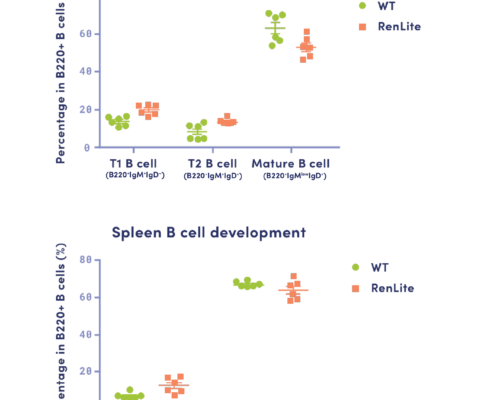 Percentage in B220+ B cells
60
40
20
0
WT
RenLite
T1 B cell
T2 B cell
Mature B cell
(B220⁺IgM⁺IgD⁻)
(B220⁺IgM⁺IgD⁺)
(B220⁺IgMˡᵒʷIgD⁺)
Spleen B cell development
entage in B220+ B cells (%)
80
60
40
20
WT
RenLite